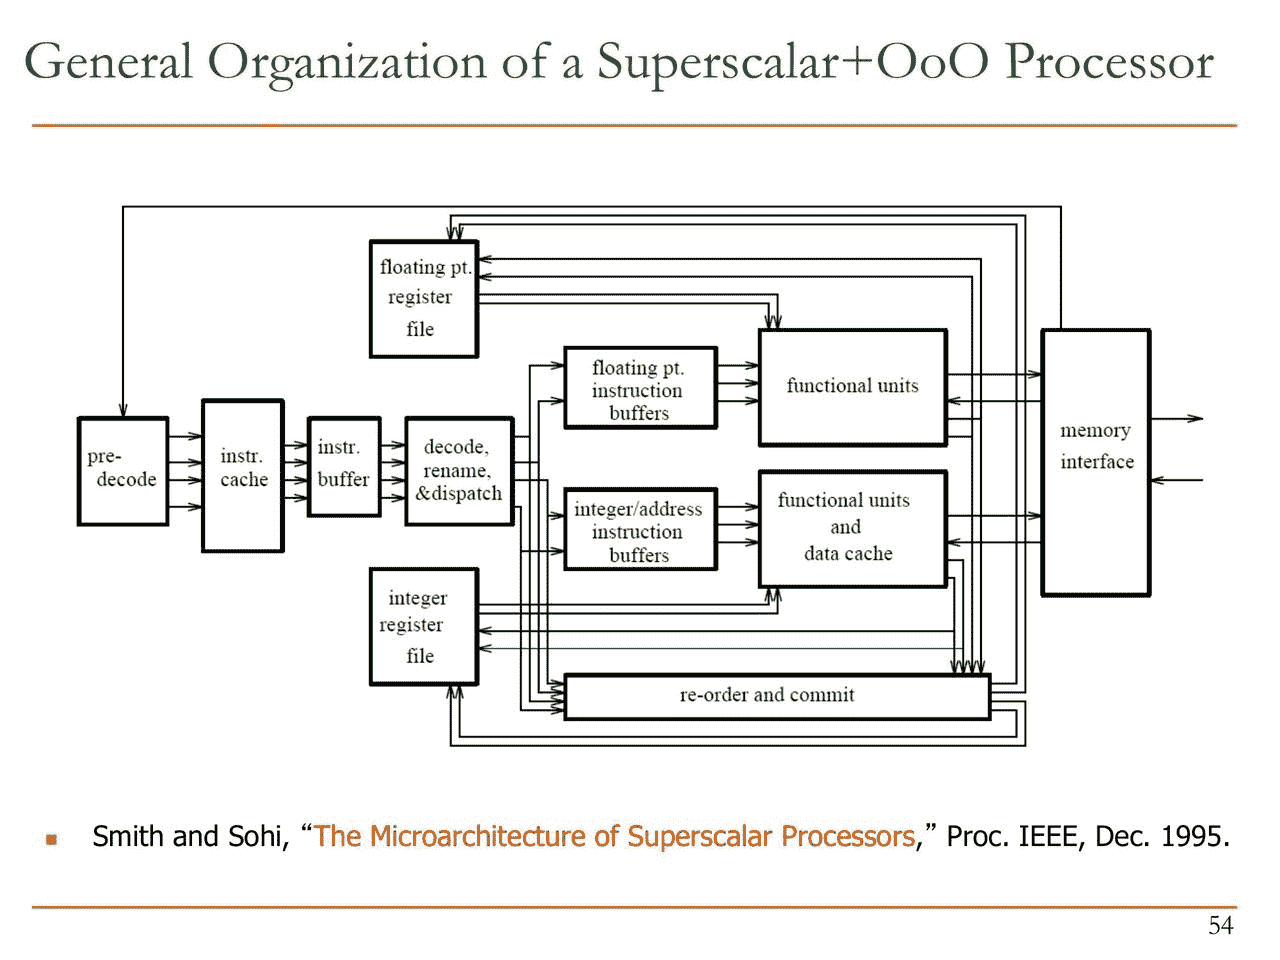 General Organization of a Superscalar+OoO Processor
floating pt.
register
file
floating pt.
instruction
buffers
functional units
memory
interface
pre-
decode
instr.
cache
instr.
buffer
decode,
rename,
&dispatch
integer/address
instruction
buffers
functional units
and
data cache
integer
register
file
re-order and commit
Smith and Sohi, “The Microarchitecture of Superscalar Processors,” Proc. IEEE, Dec. 1995.
54